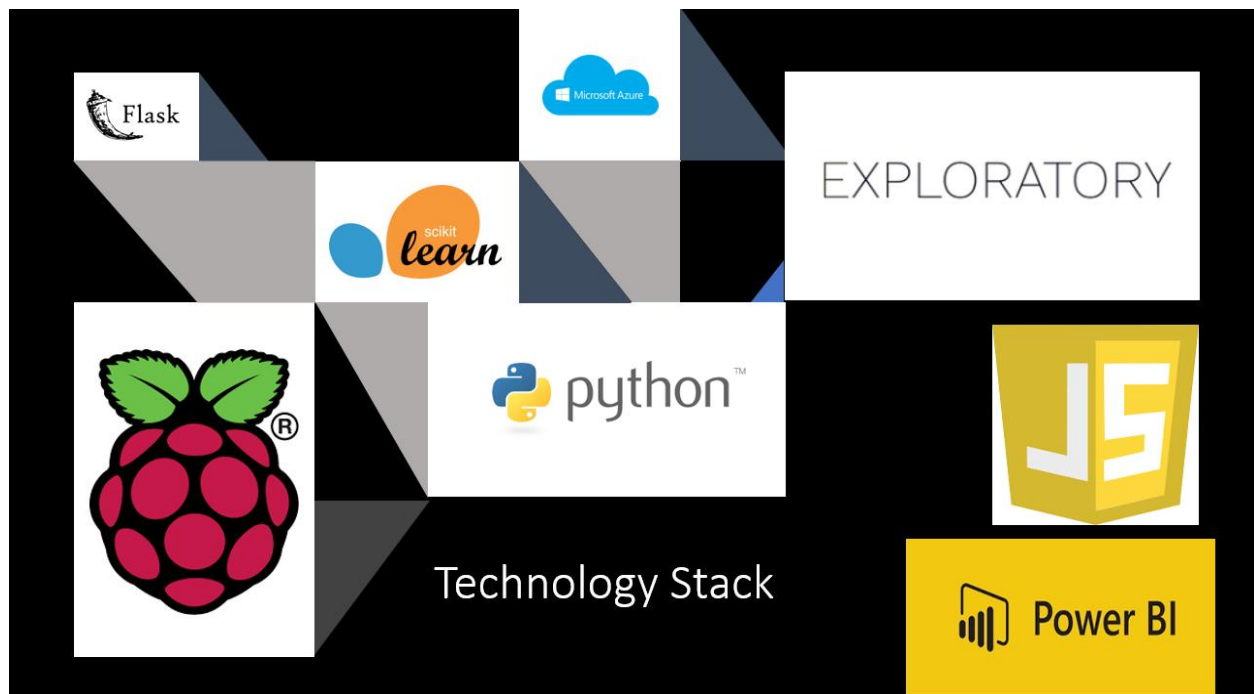 Flask
Microsoft Azure
EXPLORATORY
scikit
learn
python™
®
JS
Technology Stack
Power BI